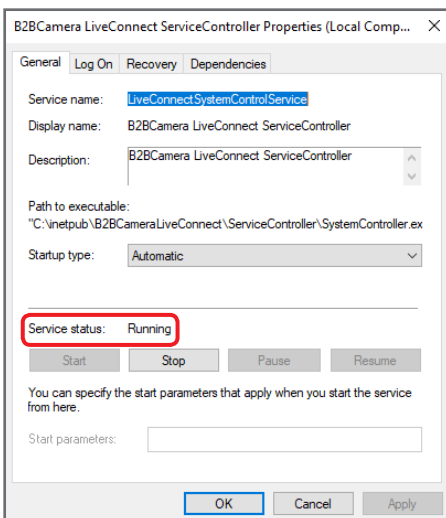 B2BCamera LiveConnect ServiceController Properties (Local Comp...
General Log On Recovery Dependencies
Service name: LiveConnectSystemControlService
Display name: B2BCamera LiveConnect ServiceController
Description: B2BCamera LiveConnect ServiceController
Path to executable:
"C:\inetpub\B2BCameraLiveConnect\ServiceController\SystemController.ex
Startup type: Automatic
Service status: Running
Start Stop Pause Resume
You can specify the start parameters that apply when you start the service
from here.
Start parameters:
OK Cancel Apply